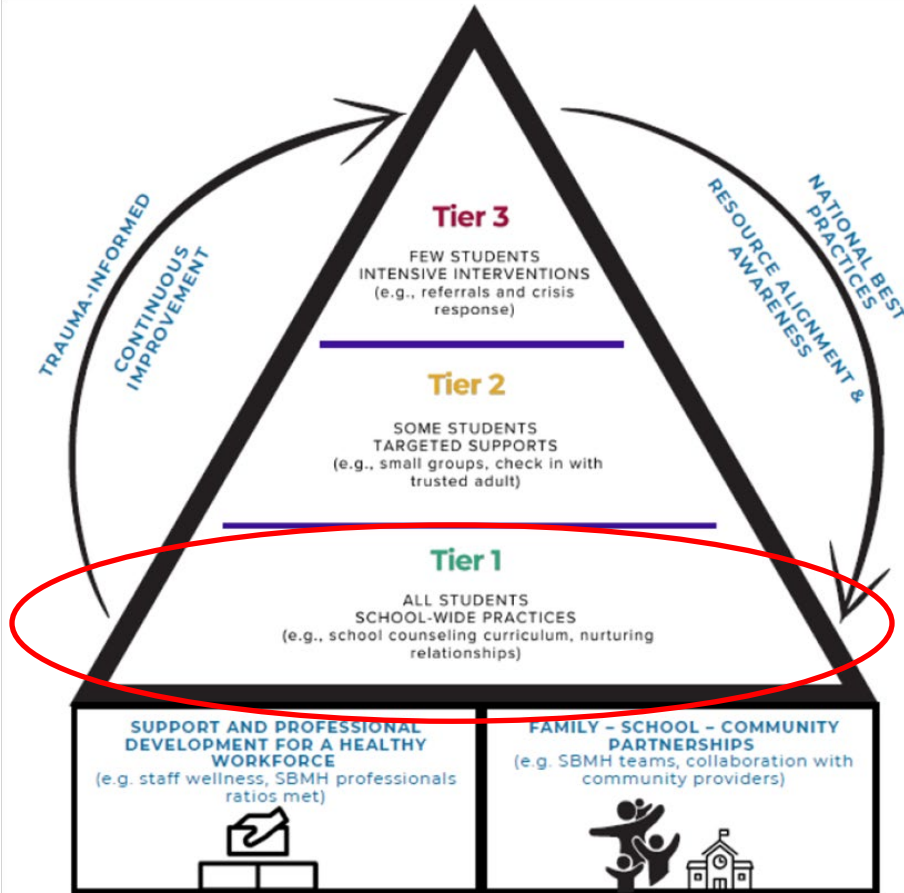 TRAUMA-INFORMED
CONTINUOUS
IMPROVEMENT
NATIONAL BEST
PRACTICES
RESOURCE ALIGNMENT &
AWARENESS
Tier 3
FEW STUDENTS
INTENSIVE INTERVENTIONS
(e.g., referrals and crisis
response)
Tier 2
SOME STUDENTS
TARGETED SUPPORTS
(e.g., small groups, check in with
trusted adult)
Tier 1
ALL STUDENTS
SCHOOL-WIDE PRACTICES
(e.g., school counseling curriculum, nurturing
relationships)
SUPPORT AND PROFESSIONAL
DEVELOPMENT FOR A HEALTHY
WORKFORCE
(e.g. staff wellness, SBMH professionals
ratios met)
FAMILY – SCHOOL – COMMUNITY
PARTNERSHIPS
(e.g. SBMH teams, collaboration with
community providers)